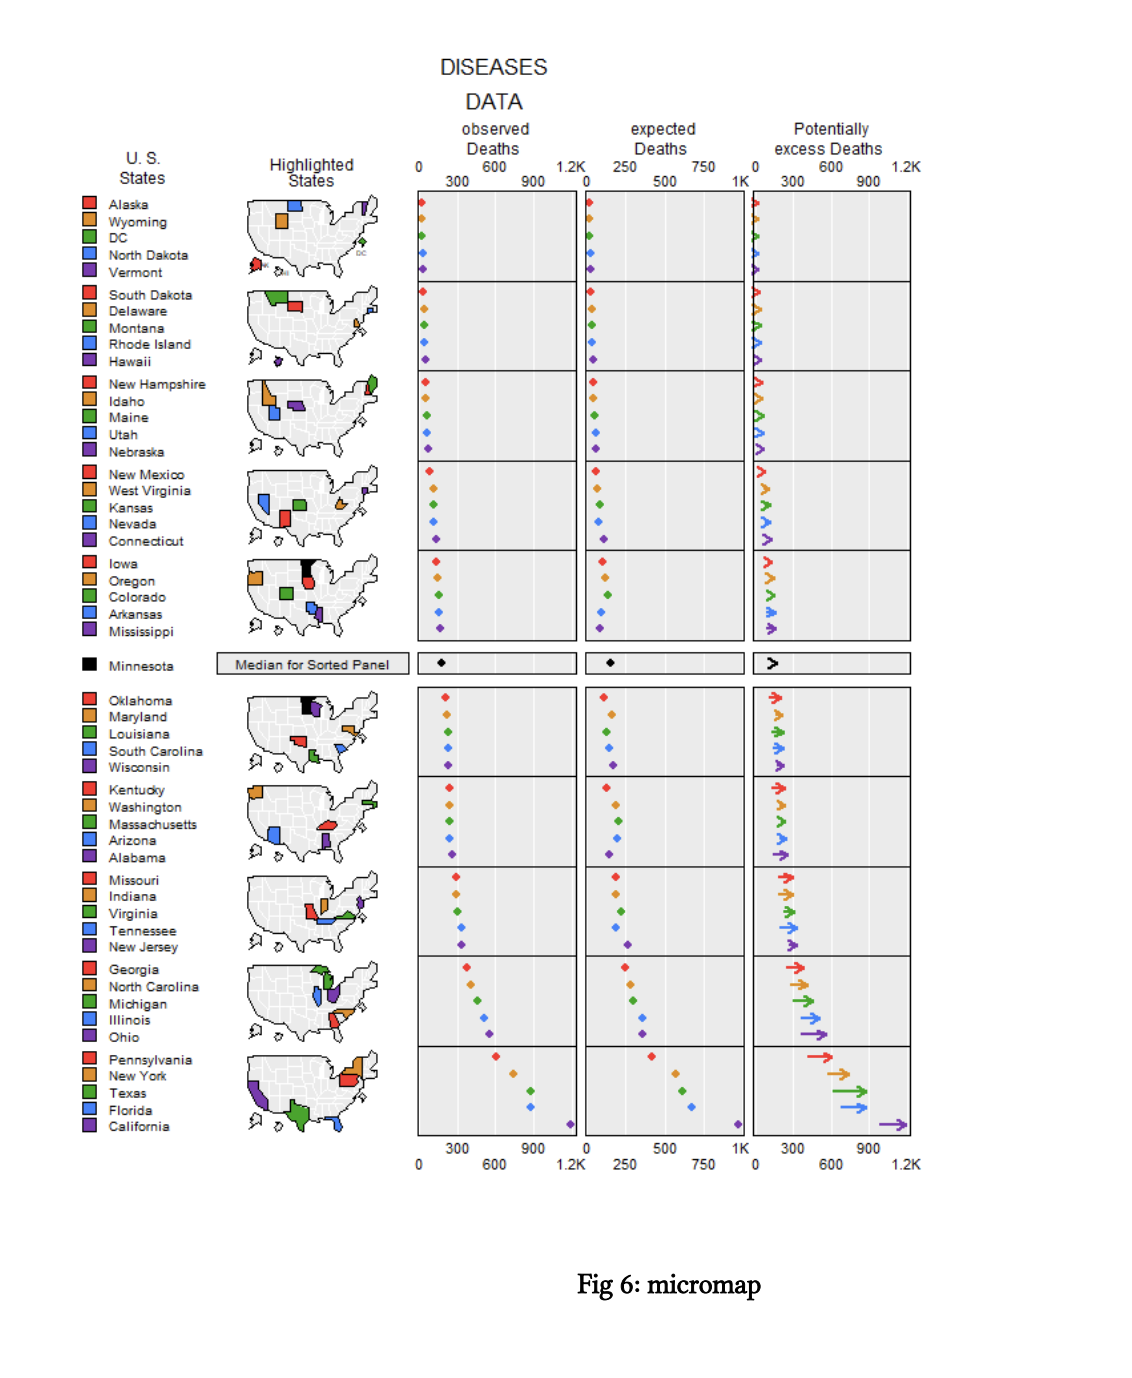 DISEASES
DATA
observed
Deaths
expected
Deaths
Potentially
excess Deaths
U. S.
States
Highlighted
States
0 600 1.2K 250 750 0 600 1.2K
300 900 0 500 1K 300 900
Alaska
Wyoming
DC
North Dakota
Vermont
DC
South Dakota
Delaware
Montana
Rhode Island
Hawaii
New Hampshire
Idaho
Maine
Utah
Nebraska
New Mexico
West Virginia
Kansas
Nevada
Connecticut
Iowa
Oregon
Colorado
Arkansas
Mississippi
Minnesota
Median for Sorted Panel
Oklahoma
Maryland
Louisiana
South Carolina
Wisconsin
Kentucky
Washington
Massachusetts
Arizona
Alabama
Missouri
Indiana
Virginia
Tennessee
New Jersey
Georgia
North Carolina
Michigan
Illinois
Ohio
Pennsylvania
New York
Texas
Florida
California
300 900 0 500 1K 300 900
0 600 1.2K 250 750 0 600 1.2K
Fig 6: micromap